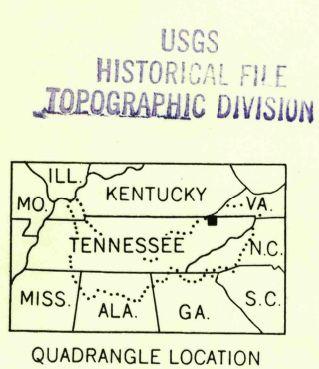 USGS
HISTORICAL FILE
TOPOGRAPHIC DIVISION
ILL.
MO. KENTUCKY VA.
TENNESSEE N.C.
MISS. ALA. GA. S.C.
QUADRANGLE LOCATION